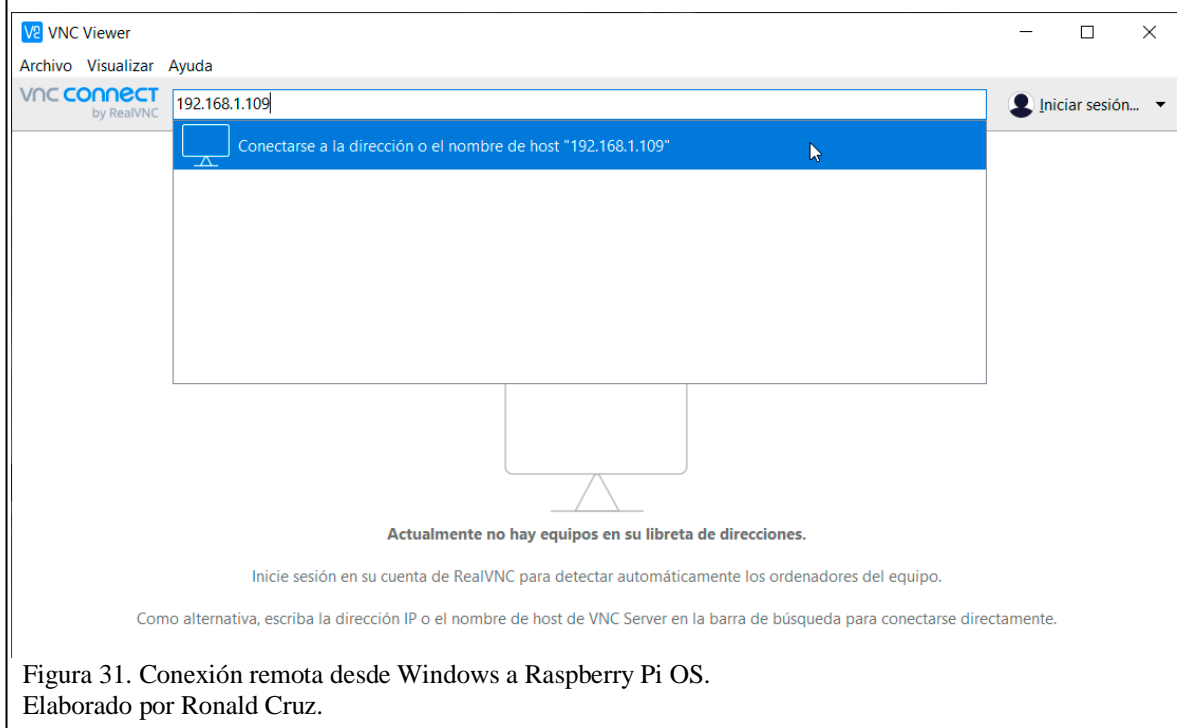 VNC Viewer
Archivo Visualizar Ayuda
vnc connect
by RealVNC
192.168.1.109
Iniciar sesión...
Conectarse a la dirección o el nombre de host "192.168.1.109"
Actualmente no hay equipos en su libreta de direcciones.
Inicie sesión en su cuenta de RealVNC para detectar automáticamente los ordenadores del equipo.
Como alternativa, escriba la dirección IP o el nombre de host de VNC Server en la barra de búsqueda para conectarse directamente.
Figura 31. Conexión remota desde Windows a Raspberry Pi OS.
Elaborado por Ronald Cruz.